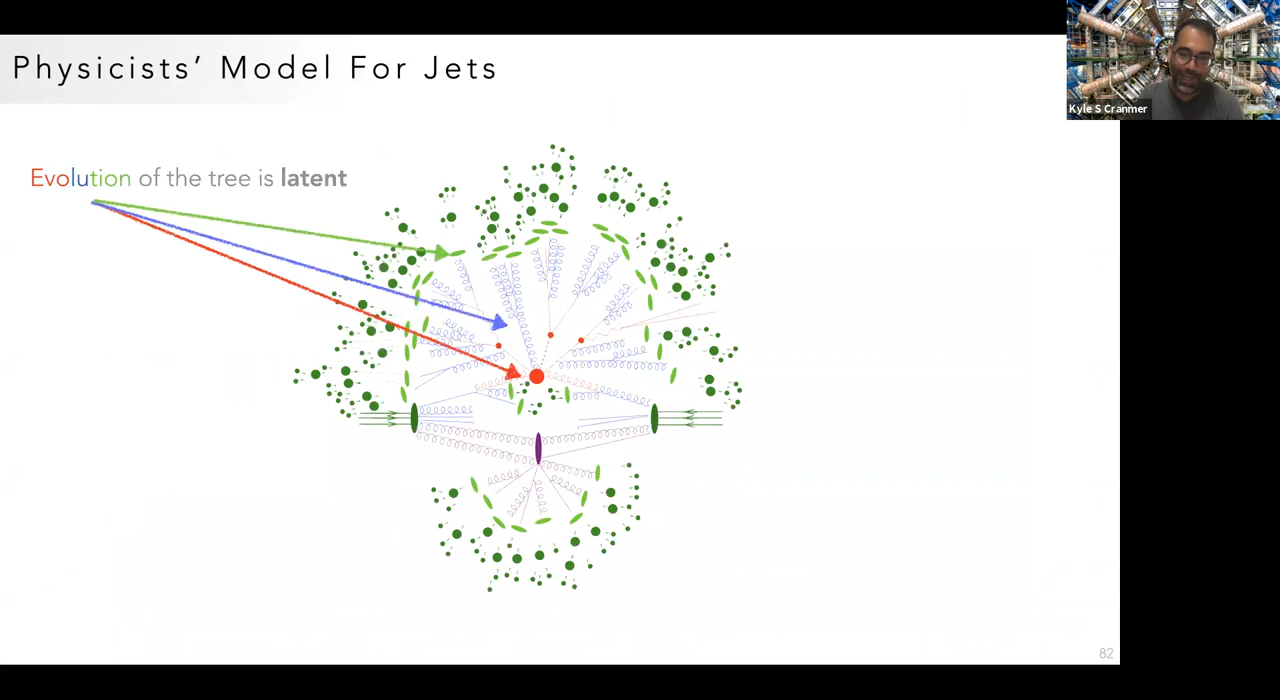 Physicists’ Model For Jets
Kyle S Cranmer
Evolution of the tree is latent
82